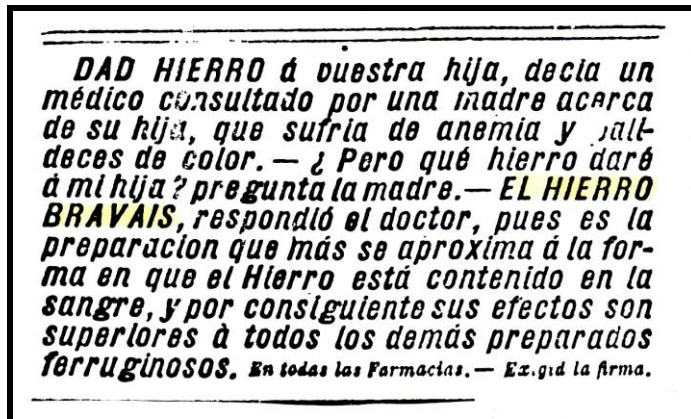 DAD HIERRO á vuestra hija, decia un
médico consultado por una madre acerca
de su hija, que sufria de anemia y pali-
deces de color.— ¿ Pero qué hierro daré
á mi hija? pregunta la madre.— EL HIERRO
BRAVAIS, respondió el doctor, pues es la
preparacion que más se aproxima á la for-
ma en que el Hierro está contenido en la
sangre, y por consiguiente sus efectos son
superiores à todos los demás preparados
ferruginosos. En todas las Farmacias.— Exigid la firma.